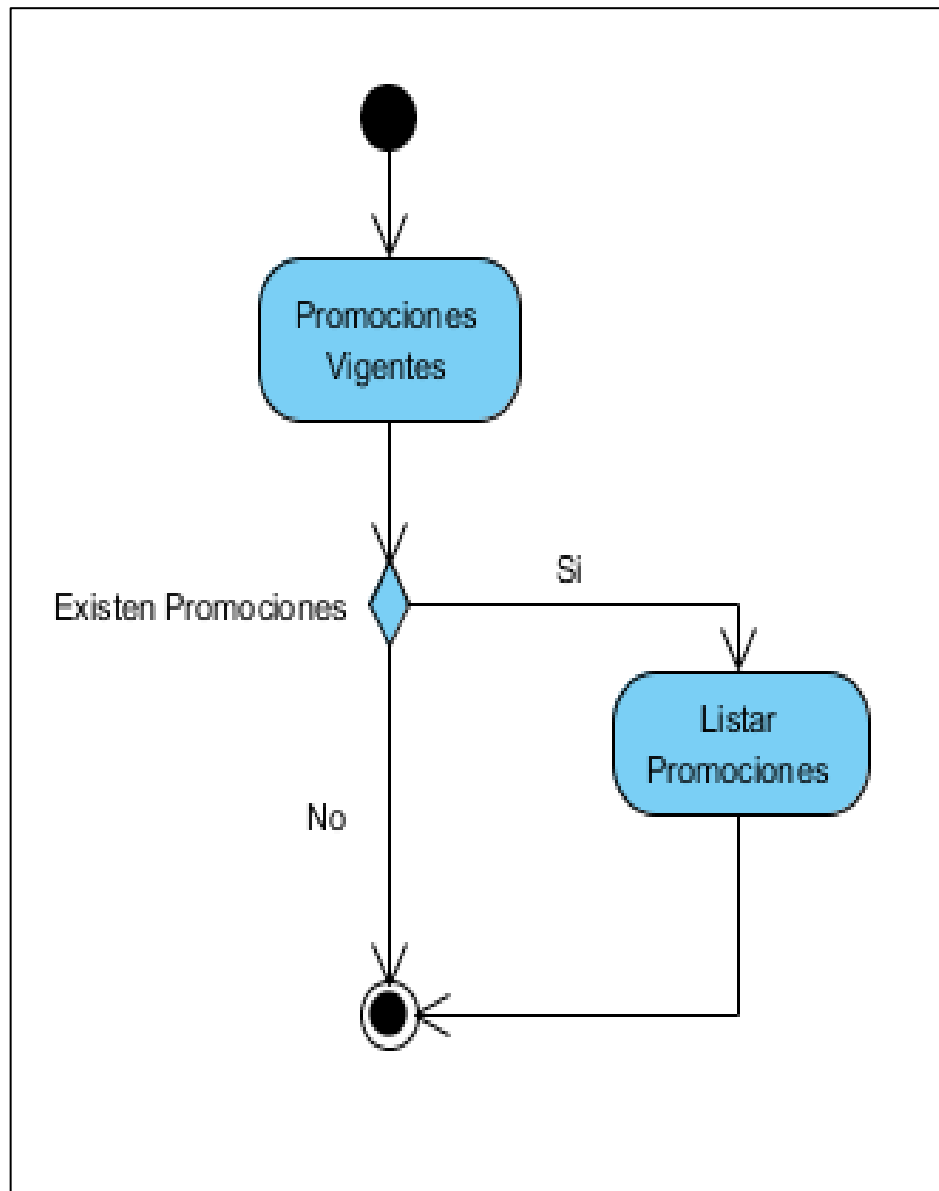 Promociones
Vigentes
Existen Promociones
Si
Listar
Promociones
No